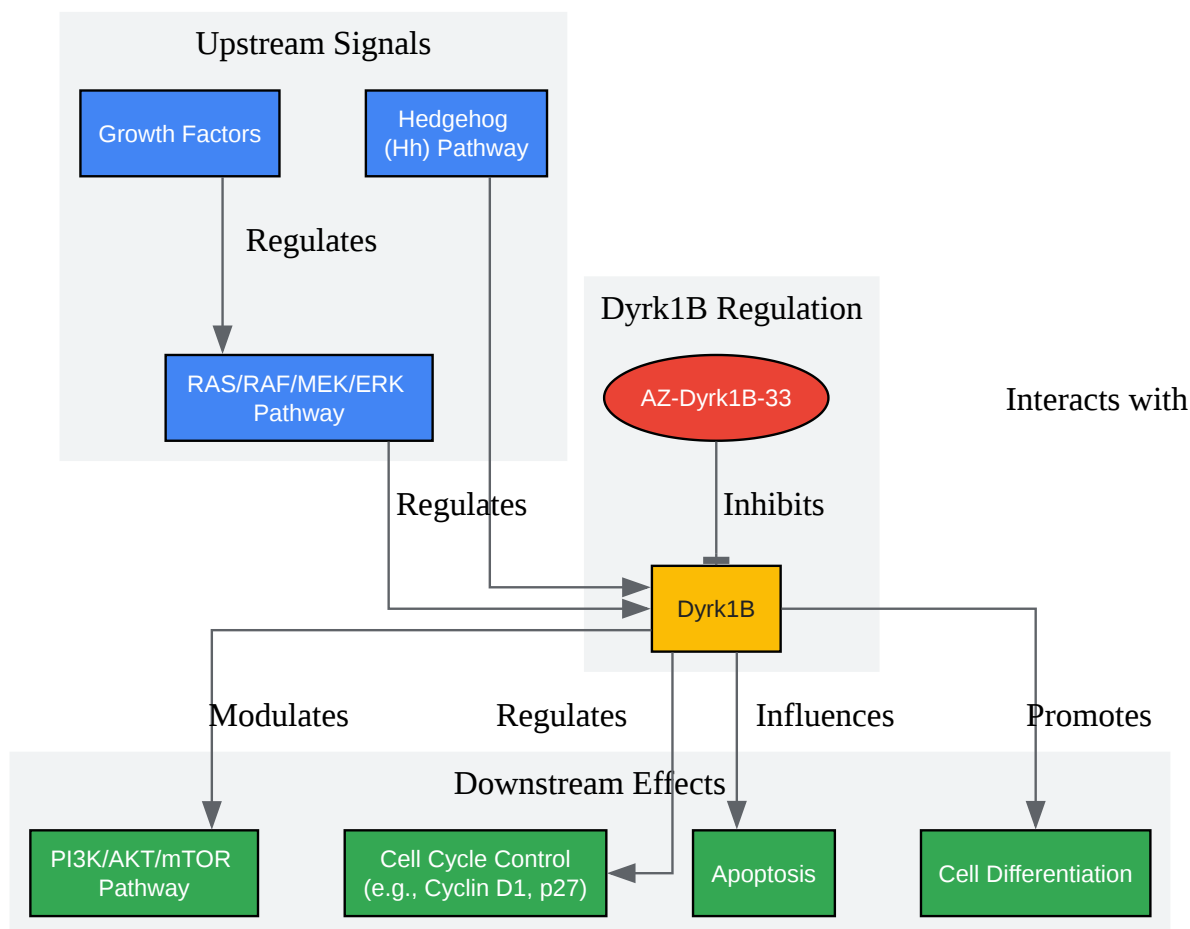 Upstream Signals
Growth Factors
Hedgehog
(Hh) Pathway
Regulates
Dyrk1B Regulation
RAS/RAF/MEK/ERK
Pathway
AZ-Dyrk1B-33
Interacts with
Regulates
Inhibits
Dyrk1B
Modulates
Regulates
Influences
Promotes
Downstream Effects
PI3K/AKT/mTOR
Pathway
Cell Cycle Control
(e.g., Cyclin D1, p27)
Apoptosis
Cell Differentiation